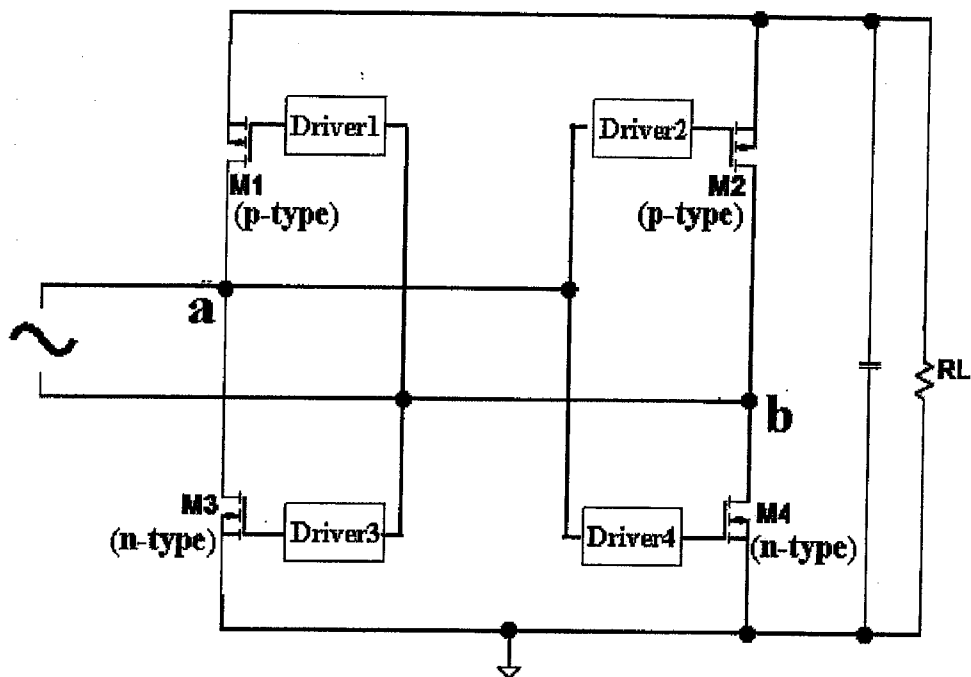 Driver1
Driver2
M1
(p-type)
M2
(p-type)
a
RL
b
M3
(n-type)
Driver3
Driver4
M4
(n-type)